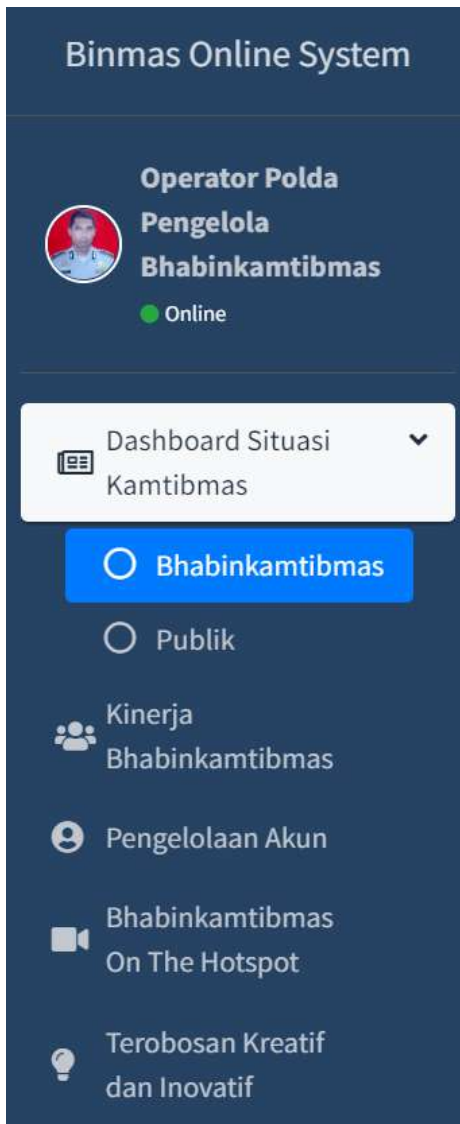 Binmas Online System
Operator Polda
Pengelola
Bhabinkamtibmas
Online
Dashboard Situasi
Kamtibmas
Bhabinkamtibmas
Publik
Kinerja
Bhabinkamtibmas
Pengelolaan Akun
Bhabinkamtibmas
On The Hotspot
Terobosan Kreatif
dan Inovatif